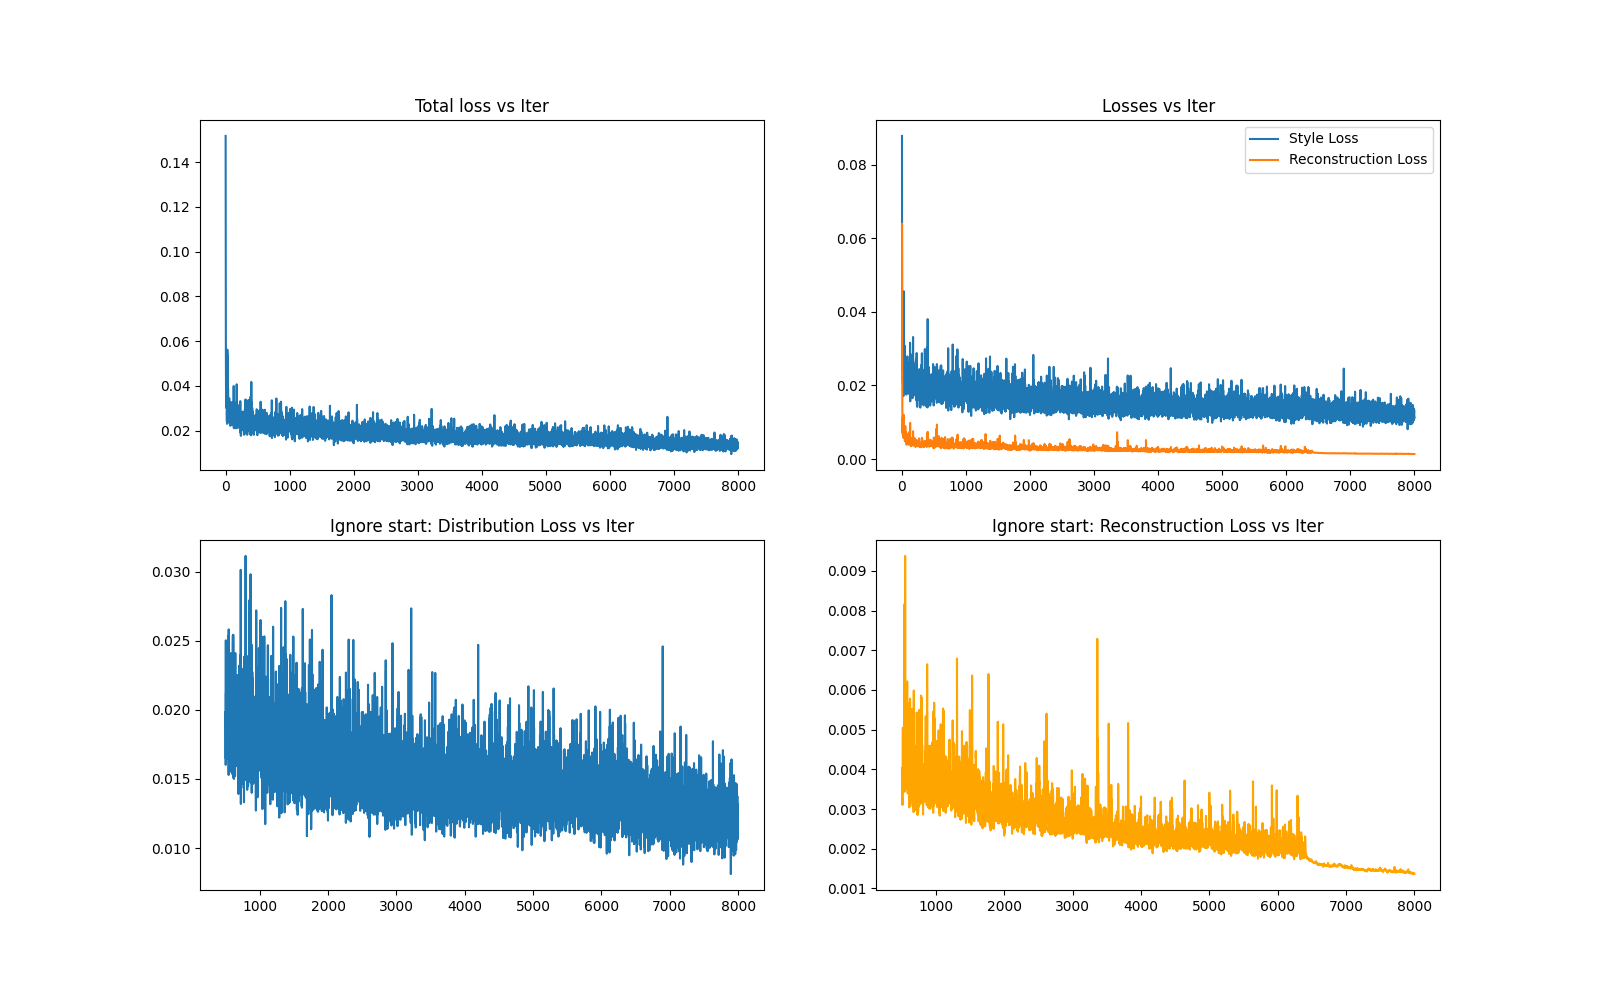 Total loss vs Iter
0.14
0.12
0.10
0.08
0.06
0.04
0.02
0 1000 2000 3000 4000 5000 6000 7000 8000
Losses vs Iter
Style Loss
Reconstruction Loss
0.08
0.06
0.04
0.02
0.00
0 1000 2000 3000 4000 5000 6000 7000 8000
Ignore start: Distribution Loss vs Iter
0.030
0.025
0.020
0.015
0.010
1000 2000 3000 4000 5000 6000 7000 8000
Ignore start: Reconstruction Loss vs Iter
0.009
0.008
0.007
0.006
0.005
0.004
0.003
0.002
0.001
1000 2000 3000 4000 5000 6000 7000 8000